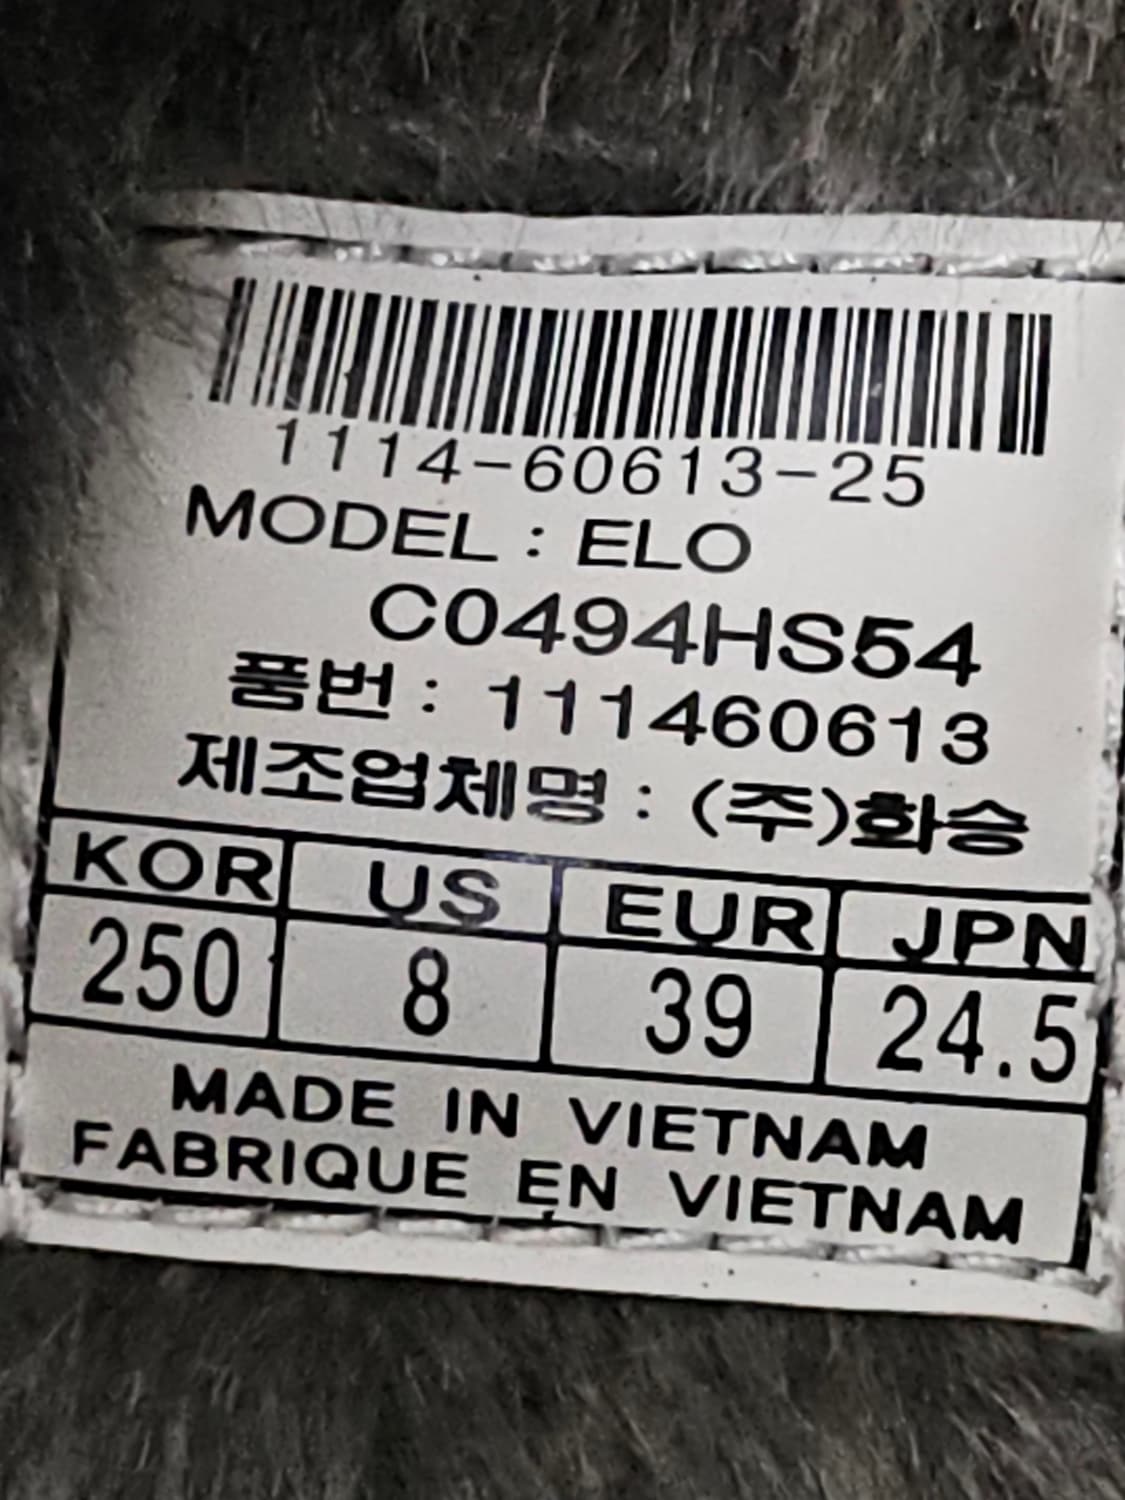 1114-60613-25
MODEL : ELO
C0494HS54
품번 : 111460613
제조업체명 : (주)화승
KOR US EUR JPN
250 8 39 24.5
MADE IN VIETNAM
FABRIQUE EN VIETNAM